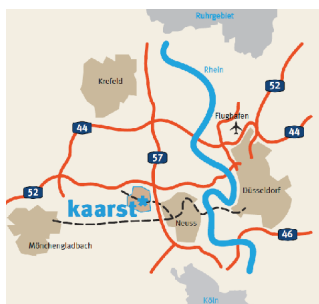 Ruhrgebiet
Rhein
Krefeld
52
Flughafen
44
44
57
52
Düsseldorf
kaarst
Neuss
Mönchengladbach
46
Köln